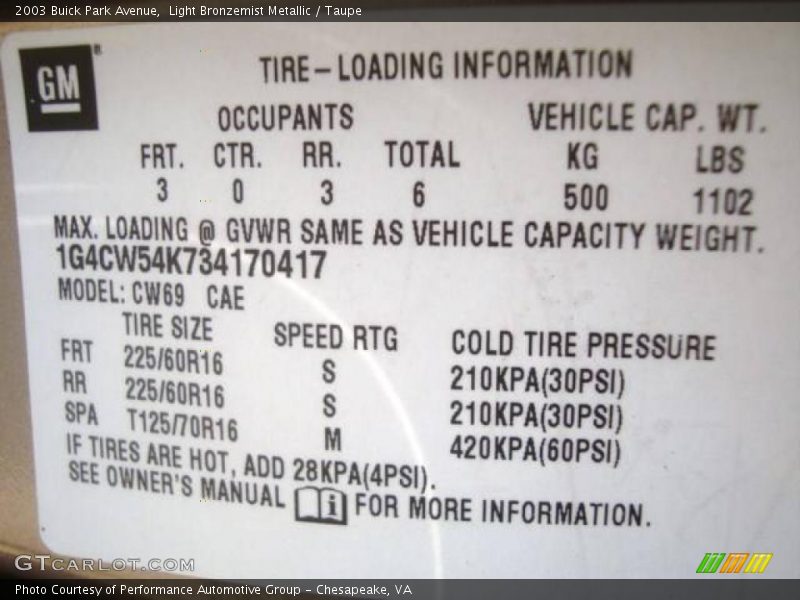 2003 Buick Park Avenue,  Light Bronzemist Metallic / Taupe
GM ®
TIRE-LOADING INFORMATION
OCCUPANTS VEHICLE CAP. WT.
FRT. CTR. RR. TOTAL KG LBS
3 0 3 6 500 1102
MAX. LOADING @ GVWR SAME AS VEHICLE CAPACITY WEIGHT.
1G4CW54K734170417
MODEL: CW69 CAE
TIRE SIZE SPEED RTG COLD TIRE PRESSURE
FRT 225/60R16 S 210KPA(30PSI)
RR 225/60R16 S 210KPA(30PSI)
SPA T125/70R16 M 420KPA(60PSI)
IF TIRES ARE HOT, ADD 28KPA(4PSI).
SEE OWNER'S MANUAL i FOR MORE INFORMATION.
GTCARLOT.COM
Photo Courtesy of Performance Automotive Group - Chesapeake, VA